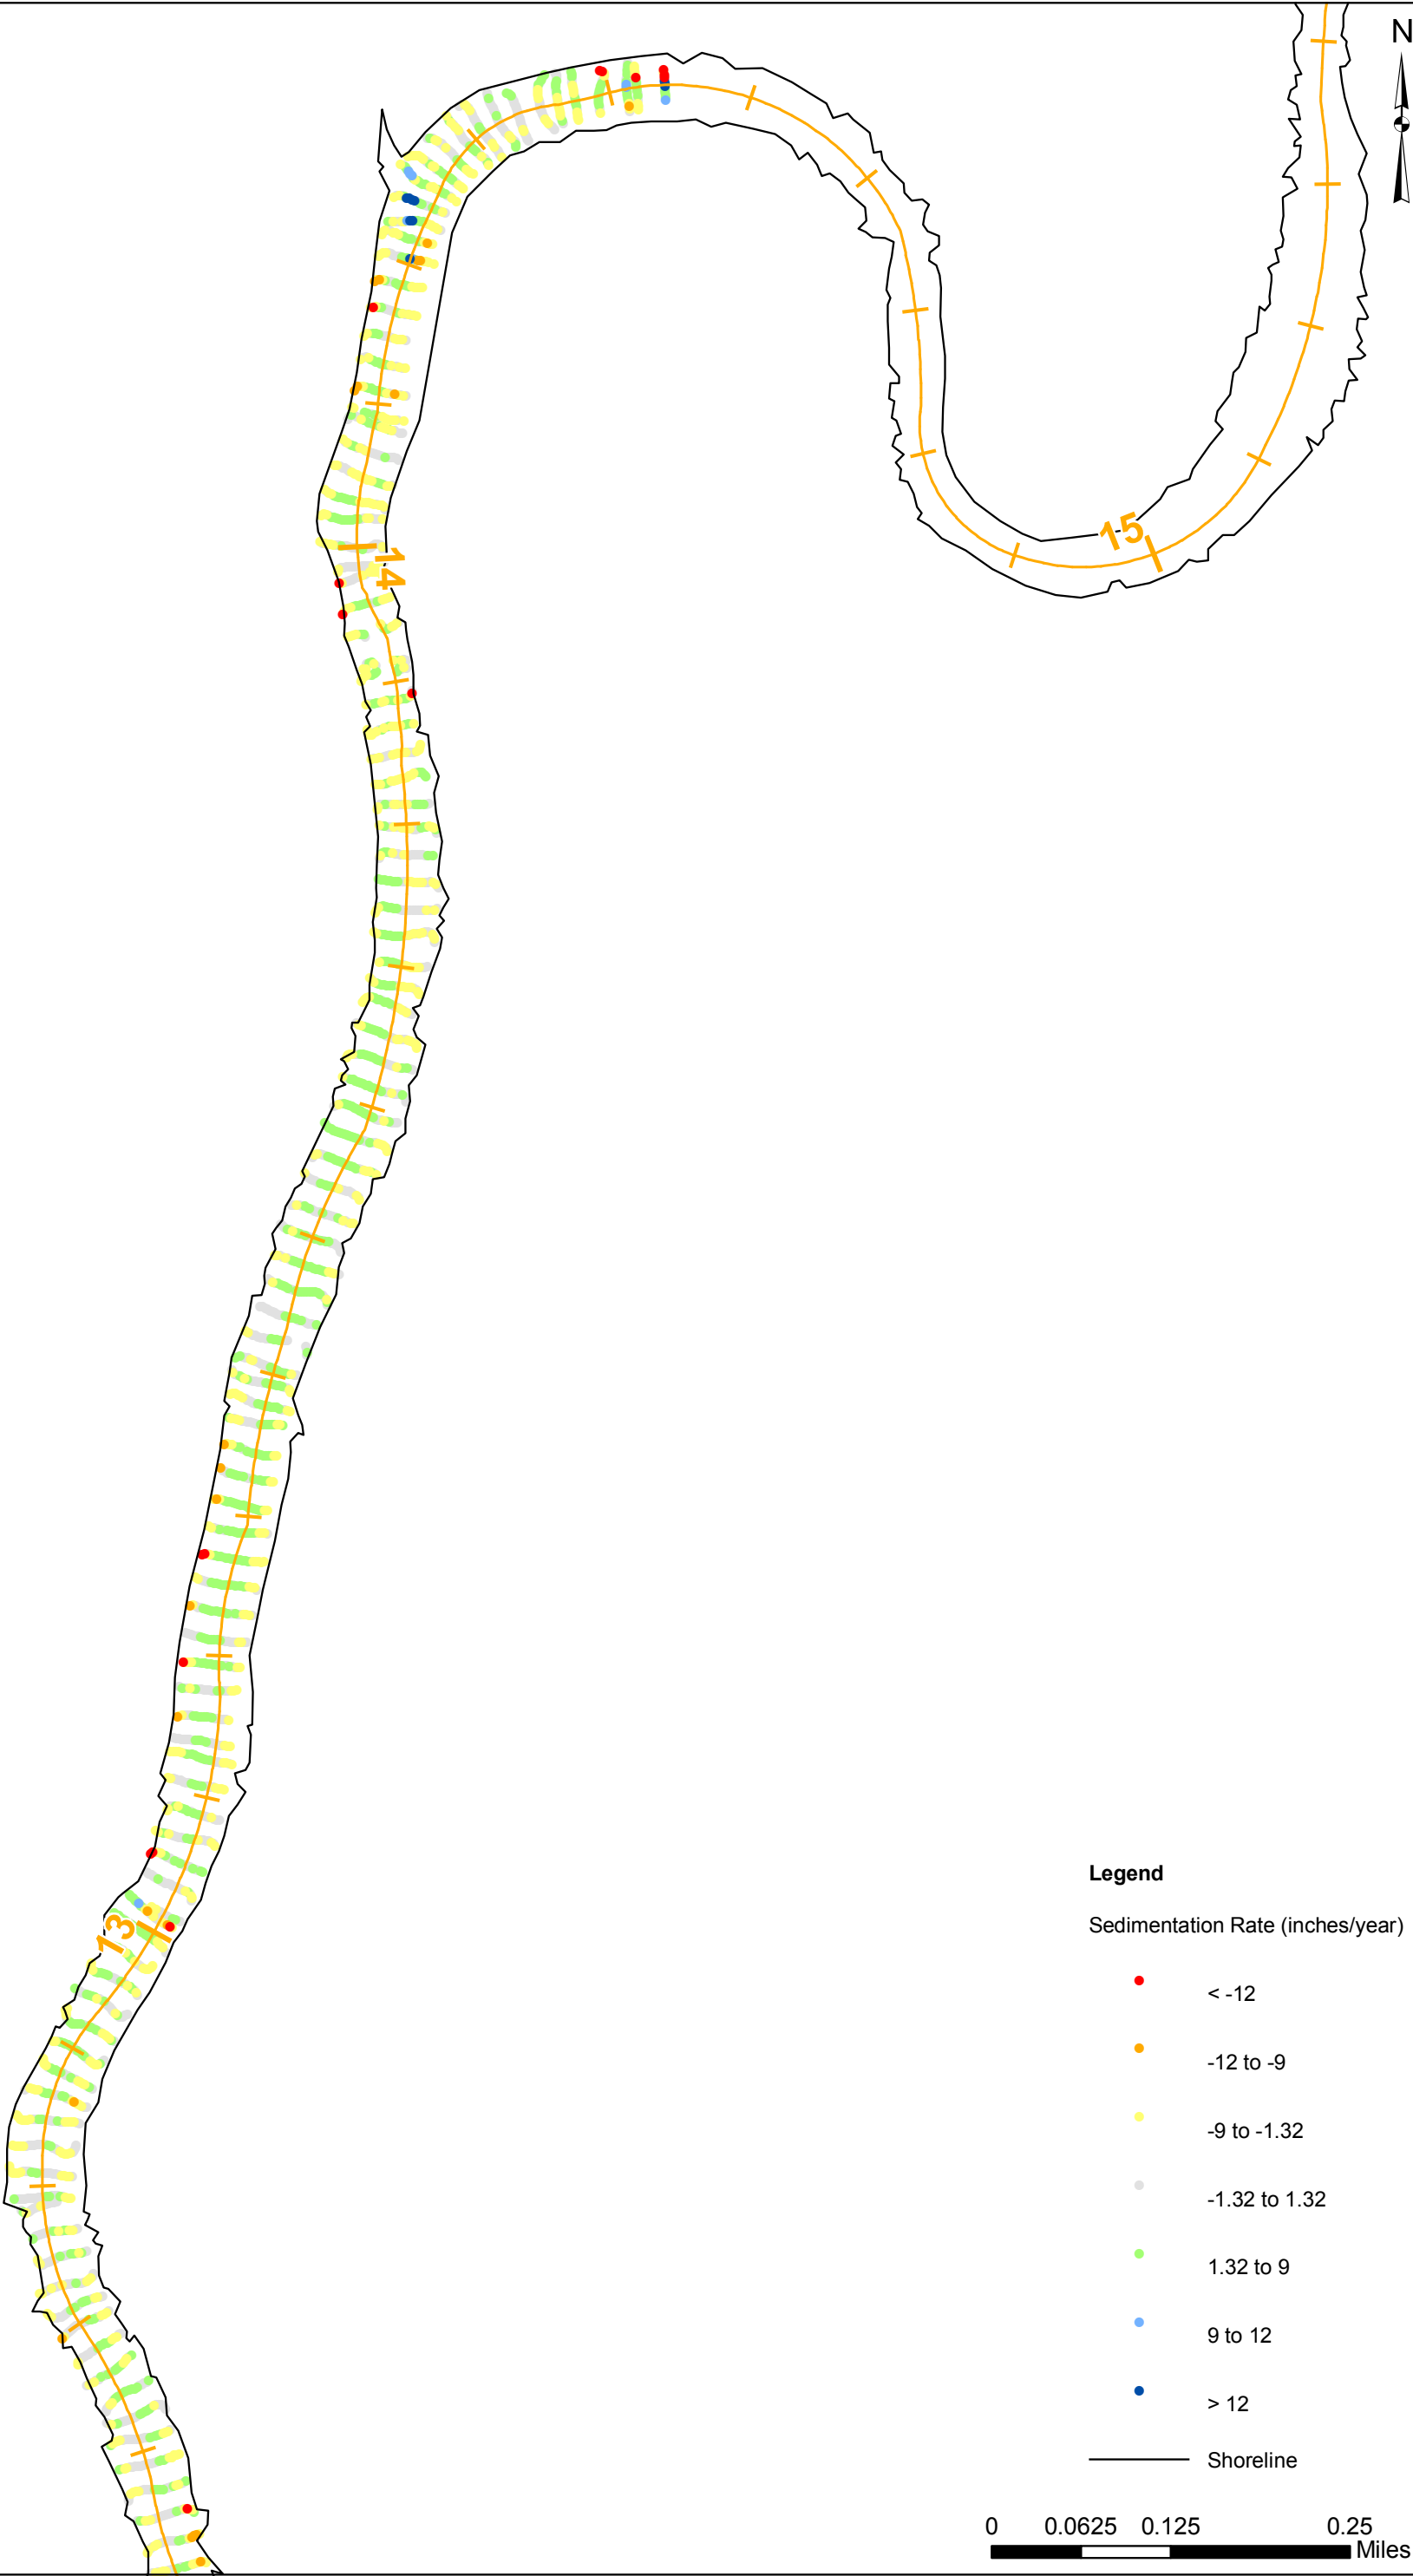 N
15
14
13
Legend
Sedimentation Rate (inches/year)
< -12
-12 to -9
-9 to -1.32
-1.32 to 1.32
1.32 to 9
9 to 12
> 12
Shoreline
0 0.0625 0.125 0.25
Miles